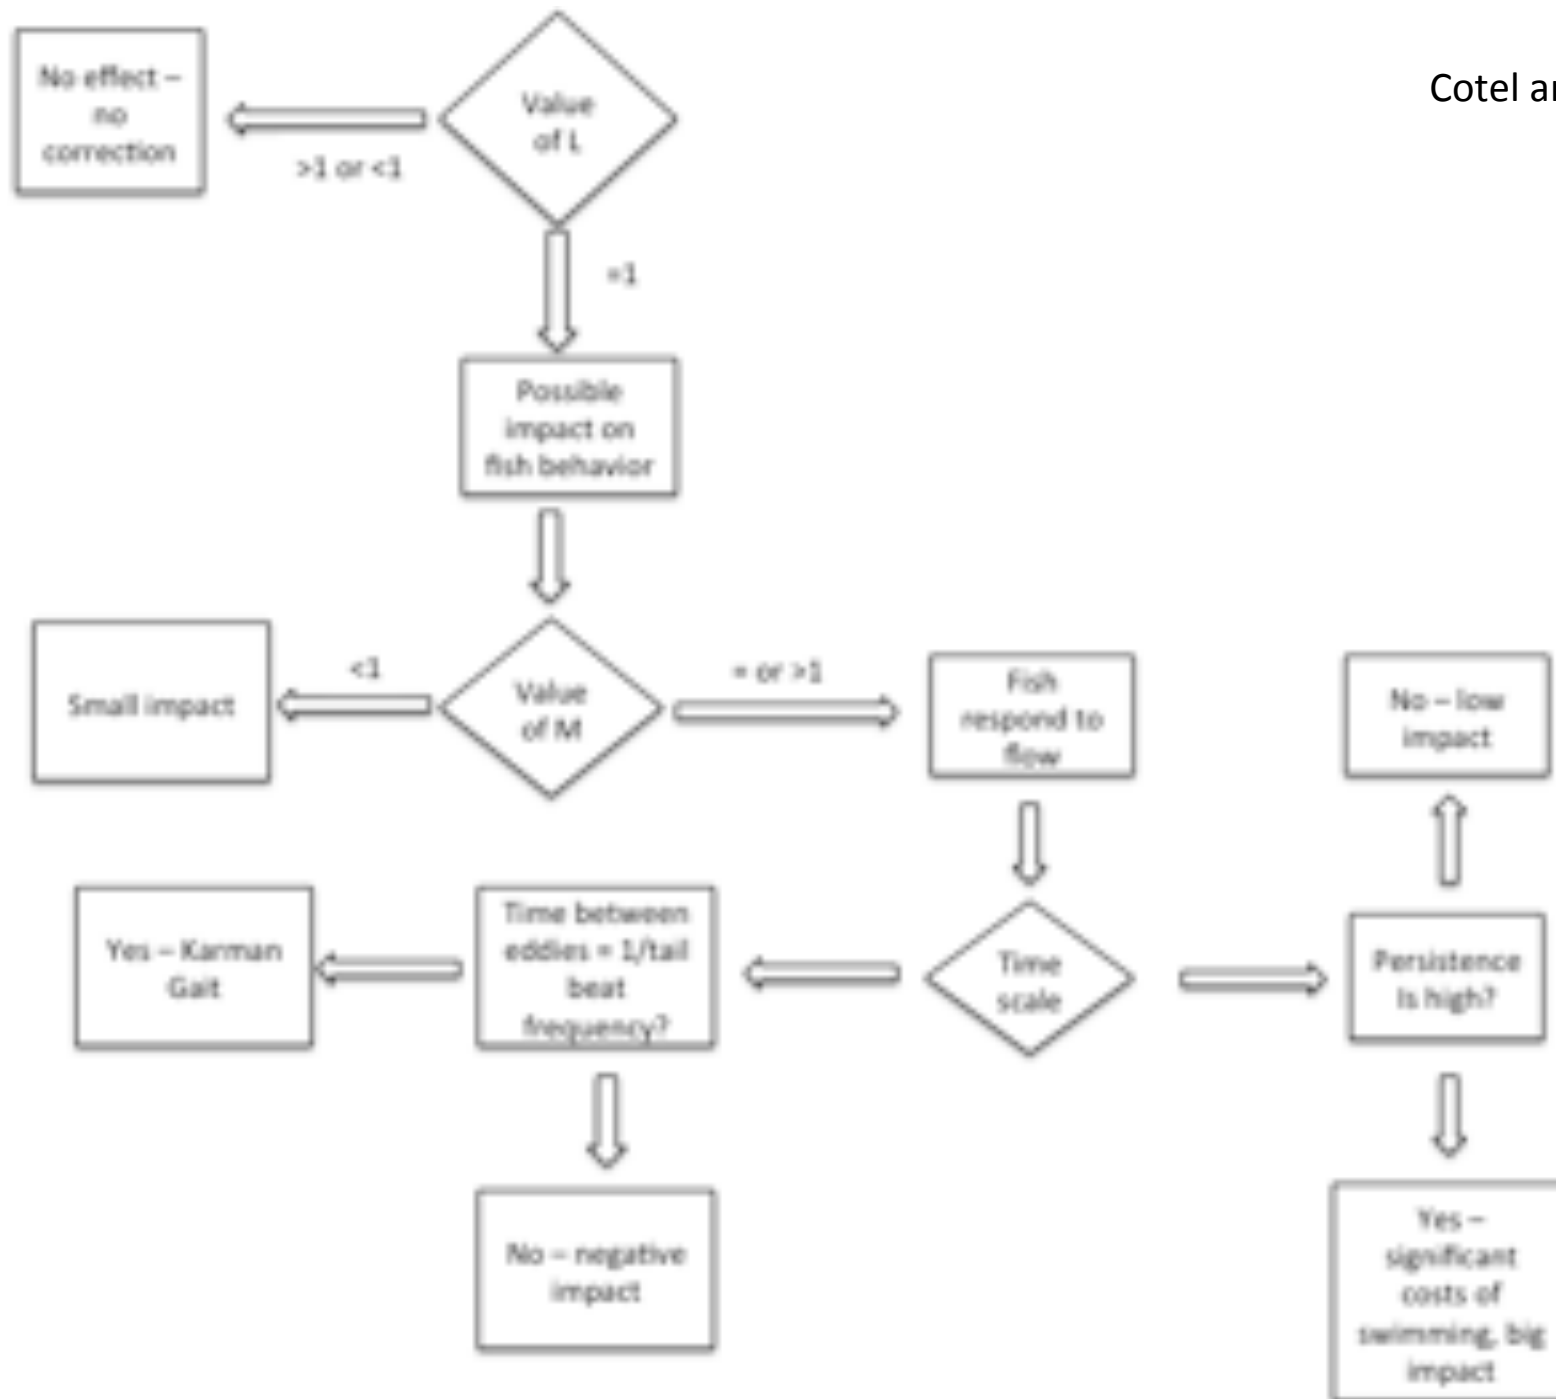 Cotel ar
No effect –
no
correction
>1 or <1
Value
of L
=1
Possible
impact on
fish behavior
Small impact
<1
Value
of M
= or >1
Fish
respond to
flow
No – low
impact
Yes – Karman
Gait
Time between
eddies = 1/tail
beat
frequency?
Time
scale
Persistence
Is high?
No – negative
impact
Yes –
significant
costs of
swimming, big
impact